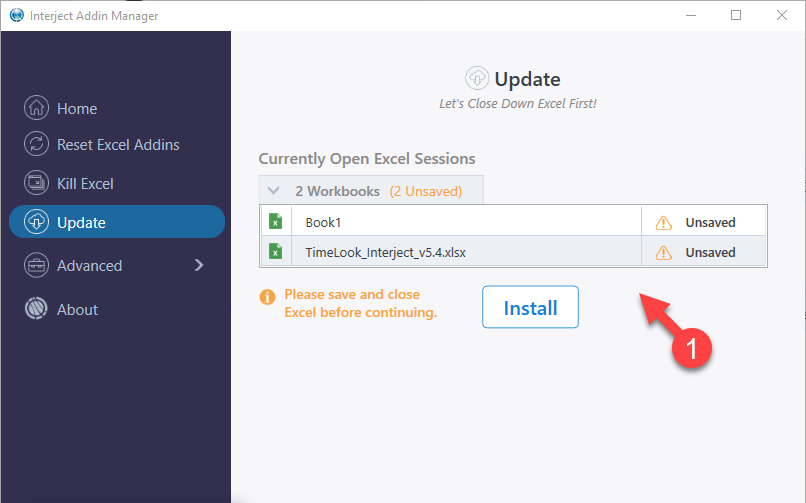 Interject Addin Manager
Home
Reset Excel Addins
Kill Excel
Update
Advanced
About
Update
Let's Close Down Excel First!
Currently Open Excel Sessions
2 Workbooks (2 Unsaved)
Book1 Unsaved
TimeLook_Interject_v5.4.xlsx Unsaved
Please save and close
Excel before continuing.
Install
1